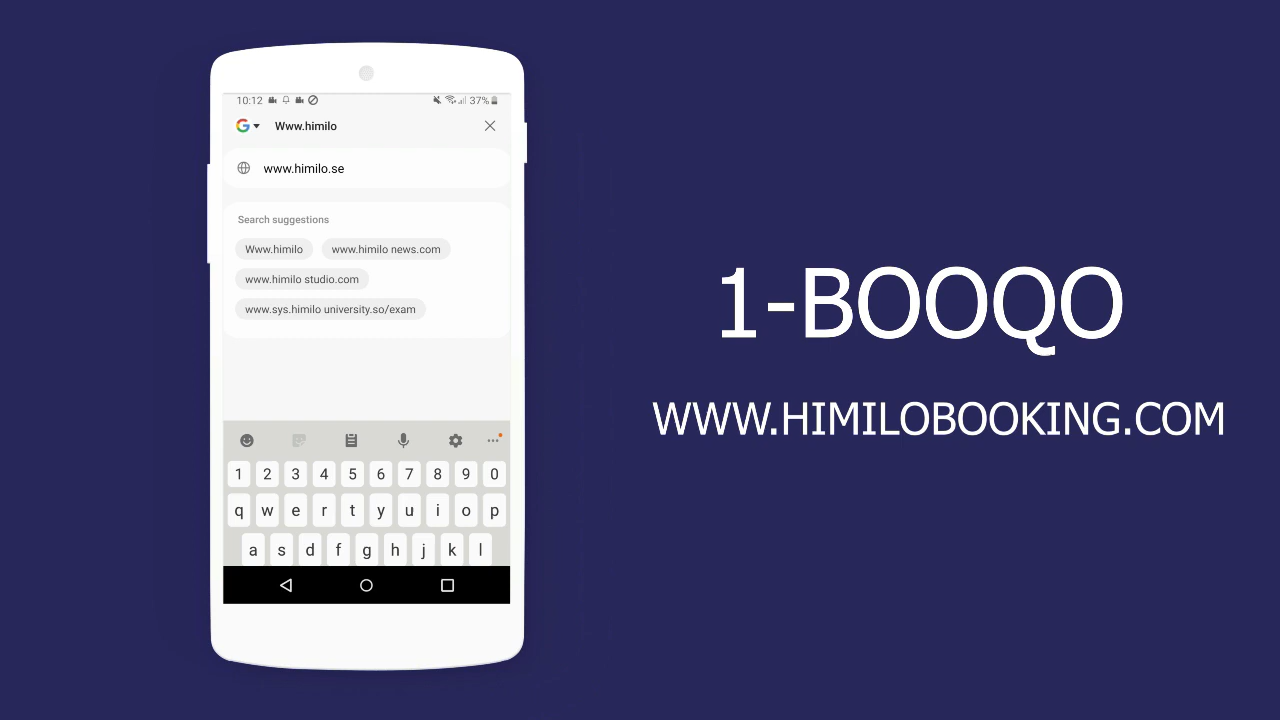 10:12 37%
Www.himilo
www.himilo.se
Search suggestions
Www.himilo www.himilo news.com
www.himilo studio.com
www.sys.himilo university.so/exam
1 2 3 4 5 6 7 8 9 0
q w e r t y u i o p
a s d f g h j k l
1-BOOQO
WWW.HIMILOBOOKING.COM